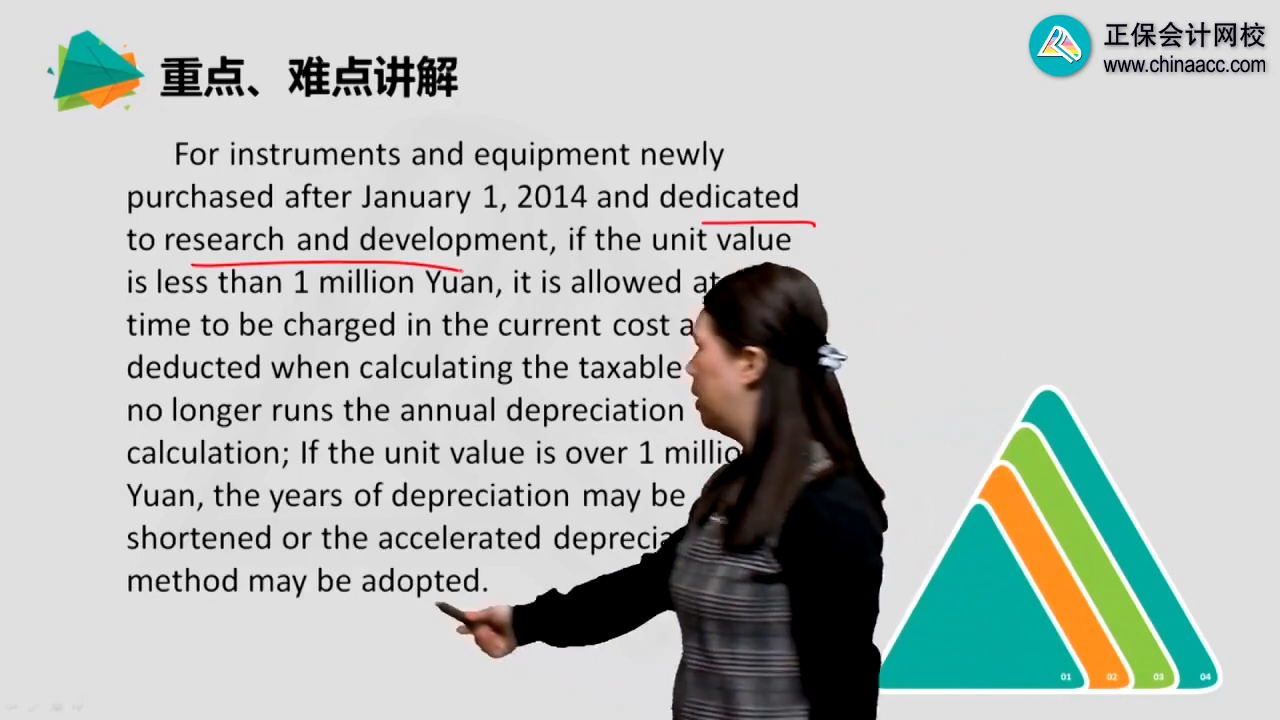 正保会计网校
www.chinaacc.com
重点、难点讲解
For instruments and equipment newly
purchased after January 1, 2014 and dedicated
to research and development, if the unit value
is less than 1 million Yuan, it is allowed
time to be charged in the current cost
deducted when calculating the taxable
no longer runs the annual depreciation
calculation; If the unit value is over 1
Yuan, the years of depreciation may be
shortened or the accelerated
method may be adopted.
01 02 03 04